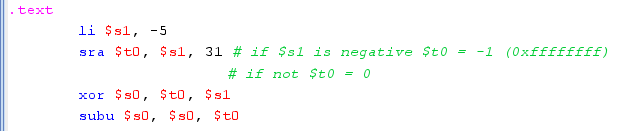 .text
li $s1, -5
sra $t0, $s1, 31 # if $s1 is negative $t0 = -1 (0xffffffff)
# if not $t0 = 0
xor $s0, $t0, $s1
subu $s0, $s0, $t0